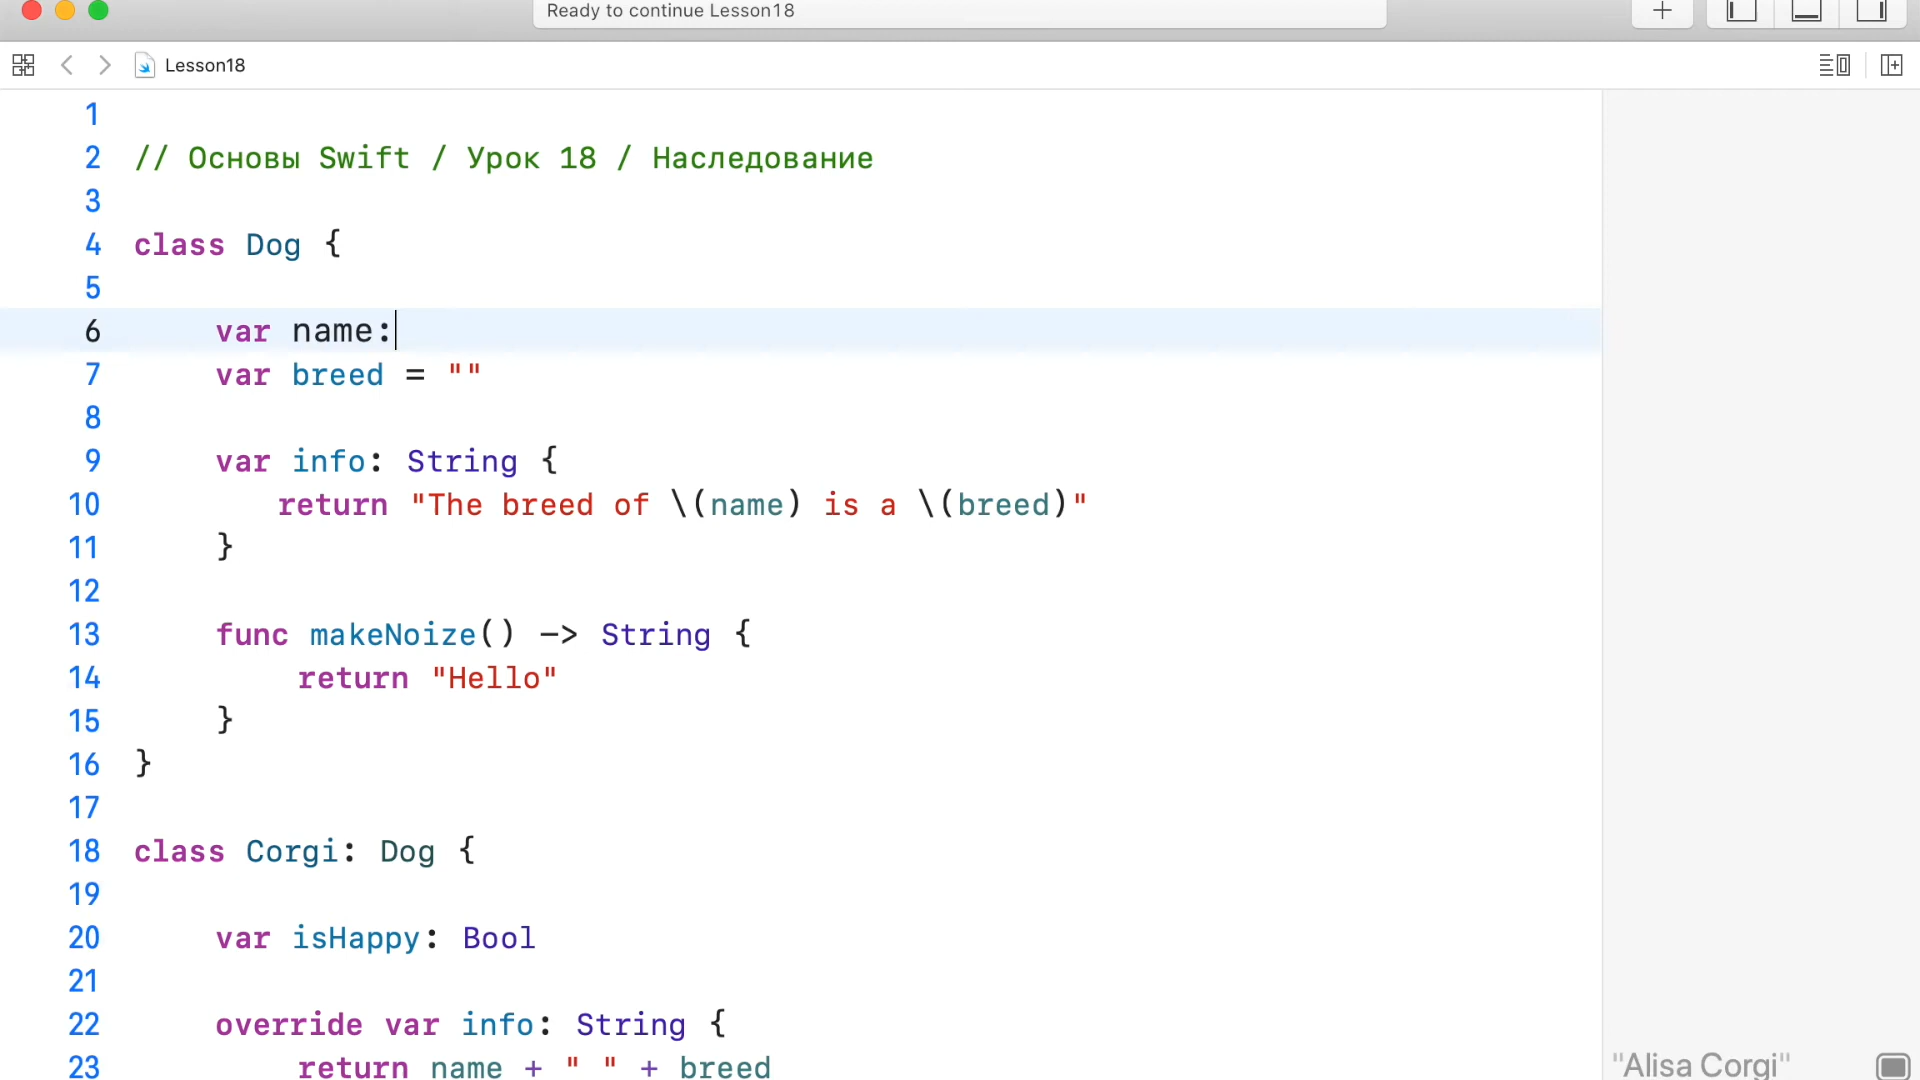 Ready to continue Lesson18
Lesson18
1
2 // Основы Swift / Урок 18 / Наследование
3
4 class Dog {
5
6 var name:
7 var breed = ""
8
9 var info: String {
10 return "The breed of \(name) is a \(breed)"
11 }
12
13 func makeNoize() -> String {
14 return "Hello"
15 }
16 }
17
18 class Corgi: Dog {
19
20 var isHappy: Bool
21
22 override var info: String {
23 return name + " " + breed
"Alisa Corgi"